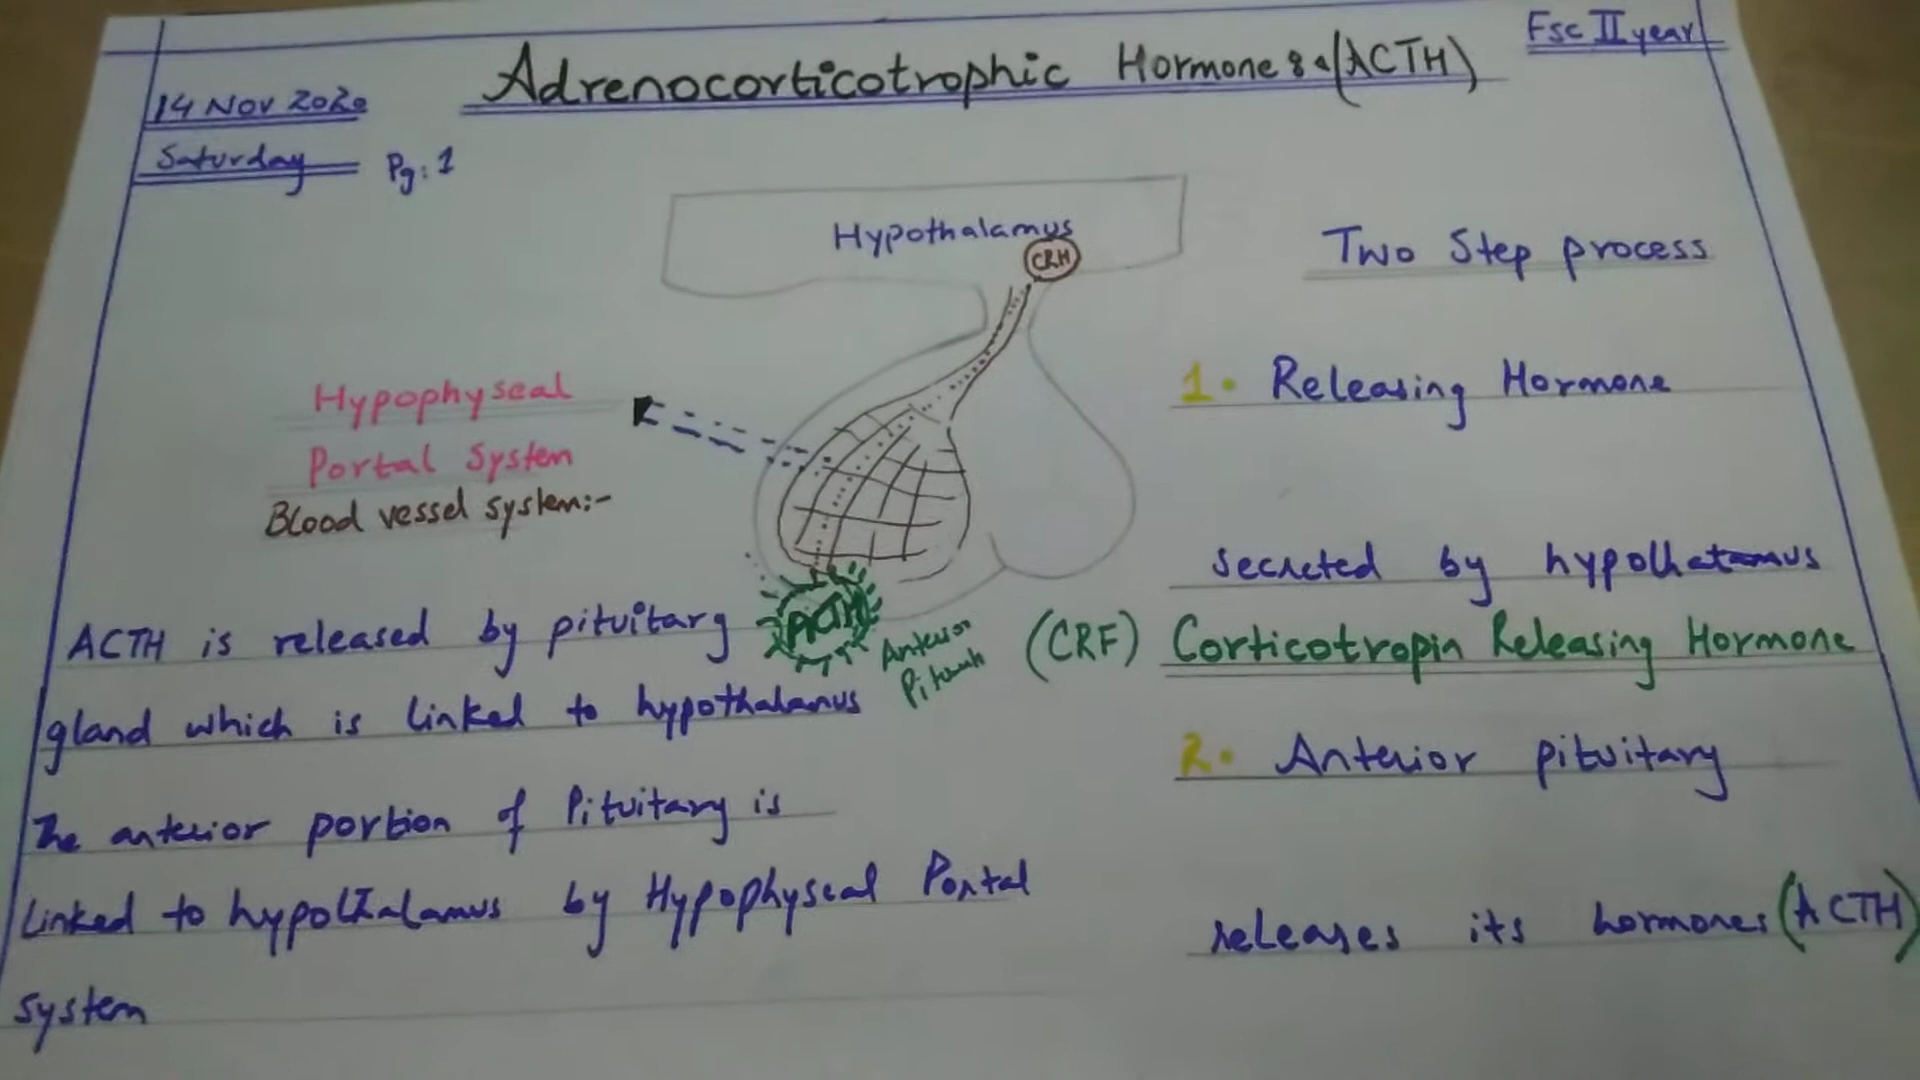 Fsc II year
Adrenocorticotrophic Hormone :- (ACTH)
14 Nov 2020
Saturday
Pg: 1
Hypothalamus
CRH
Hypophyseal
Portal System
Blood vessel system:-
ACTH
Anterior
ACTH is released by pituitary
gland which is linked to hypothalamus
The anterior portion of Pituitary is
Linked to hypothalamus by Hypophyseal Portal
System
Two Step process
1. Releasing Hormone
secreted by hypothalamus
(CRF) Corticotropin Releasing Hormone
2. Anterior pituitary
releases its hormones (ACTH)